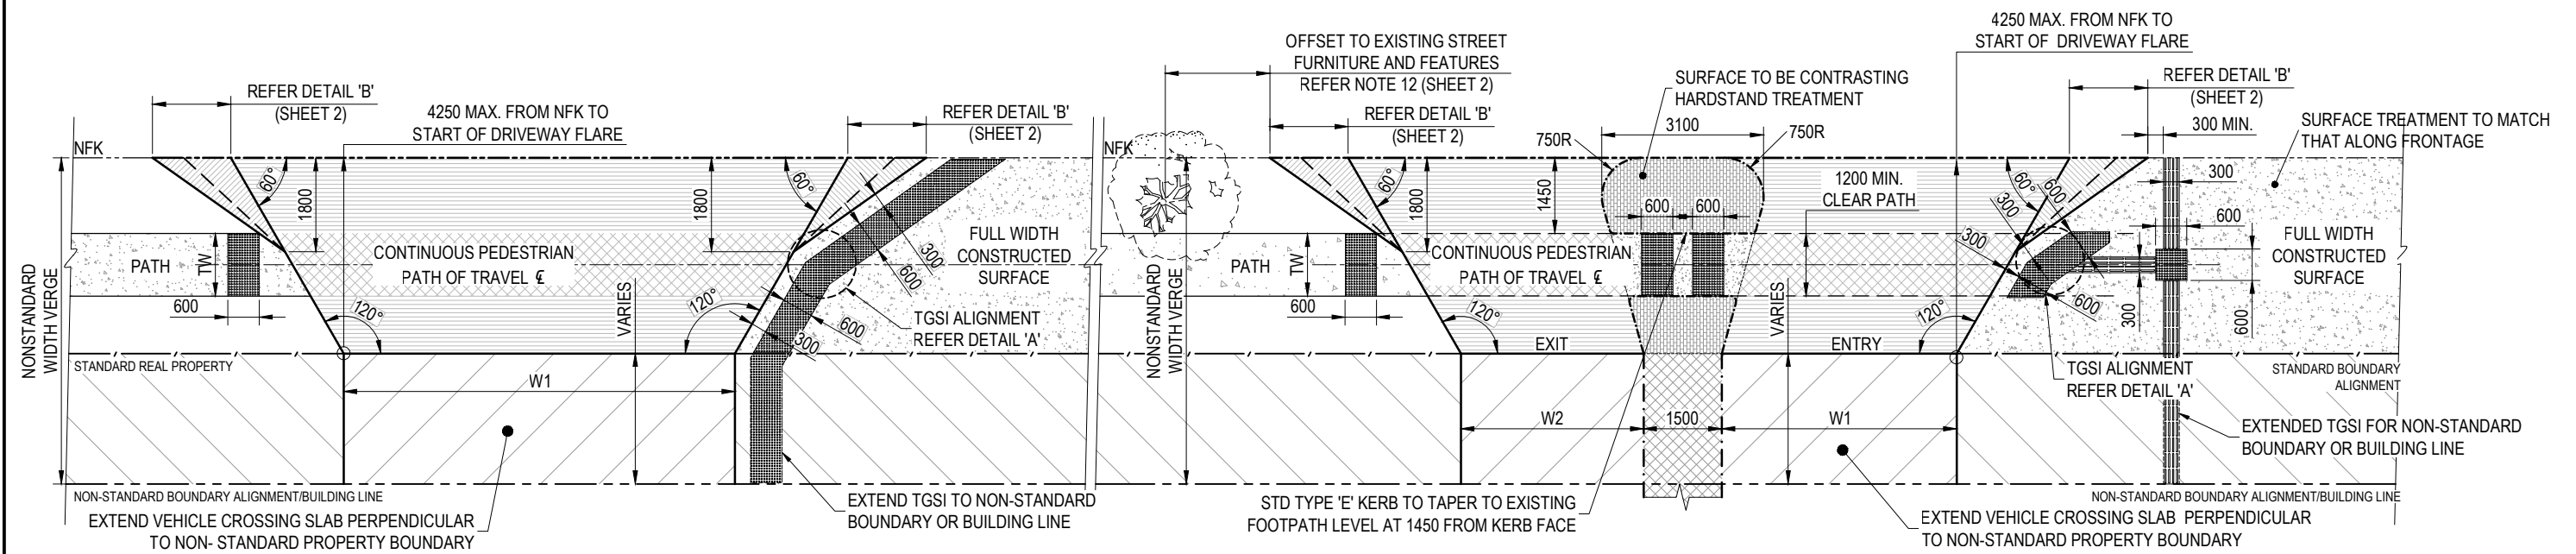 4250 MAX. FROM NFK TO
START OF DRIVEWAY FLARE
OFFSET TO EXISTING STREET
FURNITURE AND FEATURES
REFER NOTE 12 (SHEET 2)
SURFACE TO BE CONTRASTING
HARDSTAND TREATMENT
REFER DETAIL 'B'
(SHEET 2)
REFER DETAIL 'B'
(SHEET 2)
4250 MAX. FROM NFK TO
START OF DRIVEWAY FLARE
REFER DETAIL 'B'
(SHEET 2)
REFER DETAIL 'B'
(SHEET 2)
SURFACE TREATMENT TO MATCH
THAT ALONG FRONTAGE
300 MIN.
3100
750R
750R
NFK
NFK
60°
1800
1800
60°
60°
1800
1450
1200 MIN.
CLEAR PATH
600
600
60°
600
300
300
300
600
PATH
TW
CONTINUOUS PEDESTRIAN
PATH OF TRAVEL ℄
300
600
FULL WIDTH
CONSTRUCTED
SURFACE
PATH
TW
CONTINUOUS PEDESTRIAN
PATH OF TRAVEL ℄
FULL WIDTH
CONSTRUCTED
SURFACE
NONSTANDARD
WIDTH VERGE
600
120°
120°
VARIES
600
300
TGSI ALIGNMENT
REFER DETAIL 'A'
NONSTANDARD
WIDTH VERGE
600
120°
EXIT
ENTRY
VARIES
120°
600
300
600
STANDARD REAL PROPERTY
TGSI ALIGNMENT
REFER DETAIL 'A'
STANDARD BOUNDARY
ALIGNMENT
W1
W2
1500
W1
EXTENDED TGSI FOR NON-STANDARD
BOUNDARY OR BUILDING LINE
NON-STANDARD BOUNDARY ALIGNMENT/BUILDING LINE
EXTEND VEHICLE CROSSING SLAB PERPENDICULAR
TO NON- STANDARD PROPERTY BOUNDARY
EXTEND TGSI TO NON-STANDARD
BOUNDARY OR BUILDING LINE
STD TYPE 'E' KERB TO TAPER TO EXISTING
FOOTPATH LEVEL AT 1450 FROM KERB FACE
NON-STANDARD BOUNDARY ALIGNMENT/BUILDING LINE
EXTEND VEHICLE CROSSING SLAB PERPENDICULAR
TO NON-STANDARD PROPERTY BOUNDARY